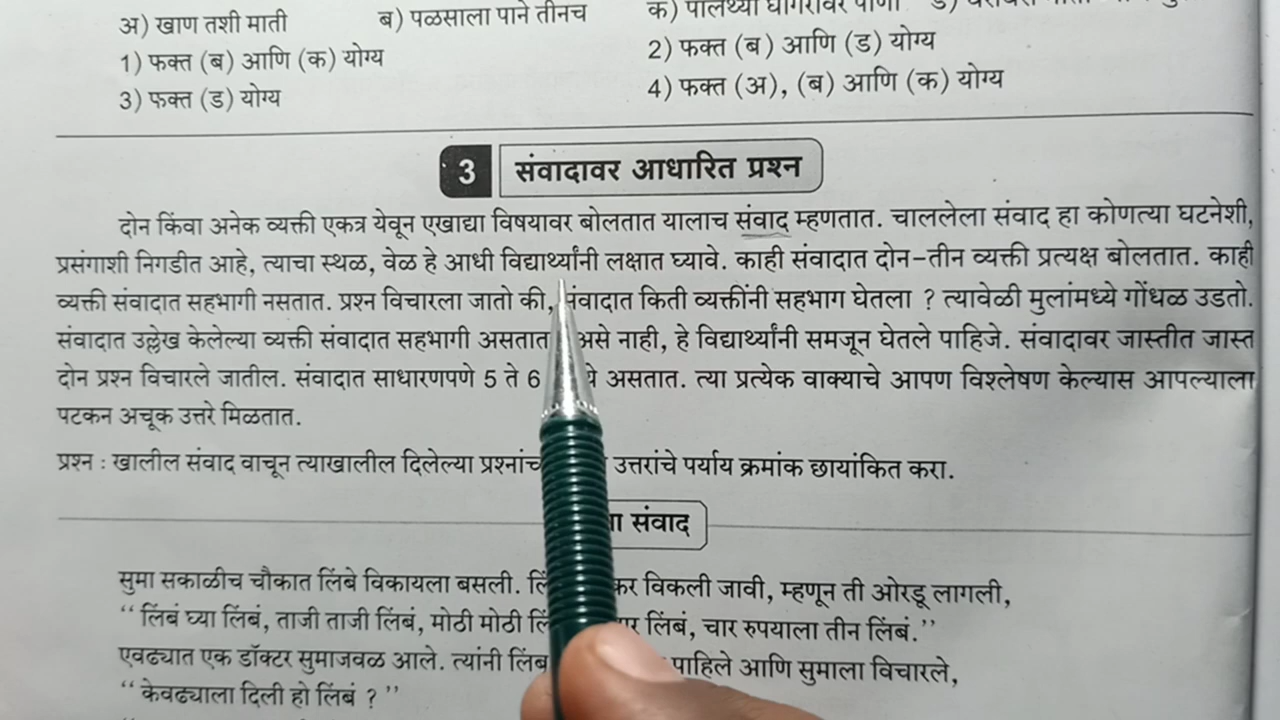 अ) खाण तशी माती ब) पळसाला पाने तीनच क) पालथ्या घागरीवर पाणी ड)
1) फक्त (ब) आणि (क) योग्य 2) फक्त (ब) आणि (ड) योग्य
3) फक्त (ड) योग्य 4) फक्त (अ), (ब) आणि (क) योग्य
3 संवादावर आधारित प्रश्न
दोन किंवा अनेक व्यक्ती एकत्र येवून एखाद्या विषयावर बोलतात यालाच संवाद म्हणतात. चाललेला संवाद हा कोणत्या घटनेशी,
प्रसंगाशी निगडीत आहे, त्याचा स्थळ, वेळ हे आधी विद्यार्थ्यांनी लक्षात घ्यावे. काही संवादात दोन-तीन व्यक्ती प्रत्यक्ष बोलतात. काही
व्यक्ती संवादात सहभागी नसतात. प्रश्न विचारला जातो की, संवादात किती व्यक्तींनी सहभाग घेतला ? त्यावेळी मुलांमध्ये गोंधळ उडतो.
संवादात उल्लेख केलेल्या व्यक्ती संवादात सहभागी असतात असे नाही, हे विद्यार्थ्यांनी समजून घेतले पाहिजे. संवादावर जास्तीत जास्त
दोन प्रश्न विचारले जातील. संवादात साधारणपणे 5 ते 6 असतात. त्या प्रत्येक वाक्याचे आपण विश्लेषण केल्यास आपल्याला
पटकन अचूक उत्तरे मिळतात.
प्रश्न : खालील संवाद वाचून त्याखालील दिलेल्या उत्तरांचे पर्याय क्रमांक छायांकित करा.
संवाद
सुमा सकाळीच चौकात लिंबे विकायला बसली. विकली जावी, म्हणून ती ओरडू लागली,
“ लिंबं घ्या लिंबं, ताजी ताजी लिंबं, मोठी मोठी लिंबं, चार रुपयाला तीन लिंबं.”
एवढ्यात एक डॉक्टर सुमाजवळ आले. त्यांनी पाहिले आणि सुमाला विचारले,
“ केवढ्याला दिली हो लिंबं ? ”